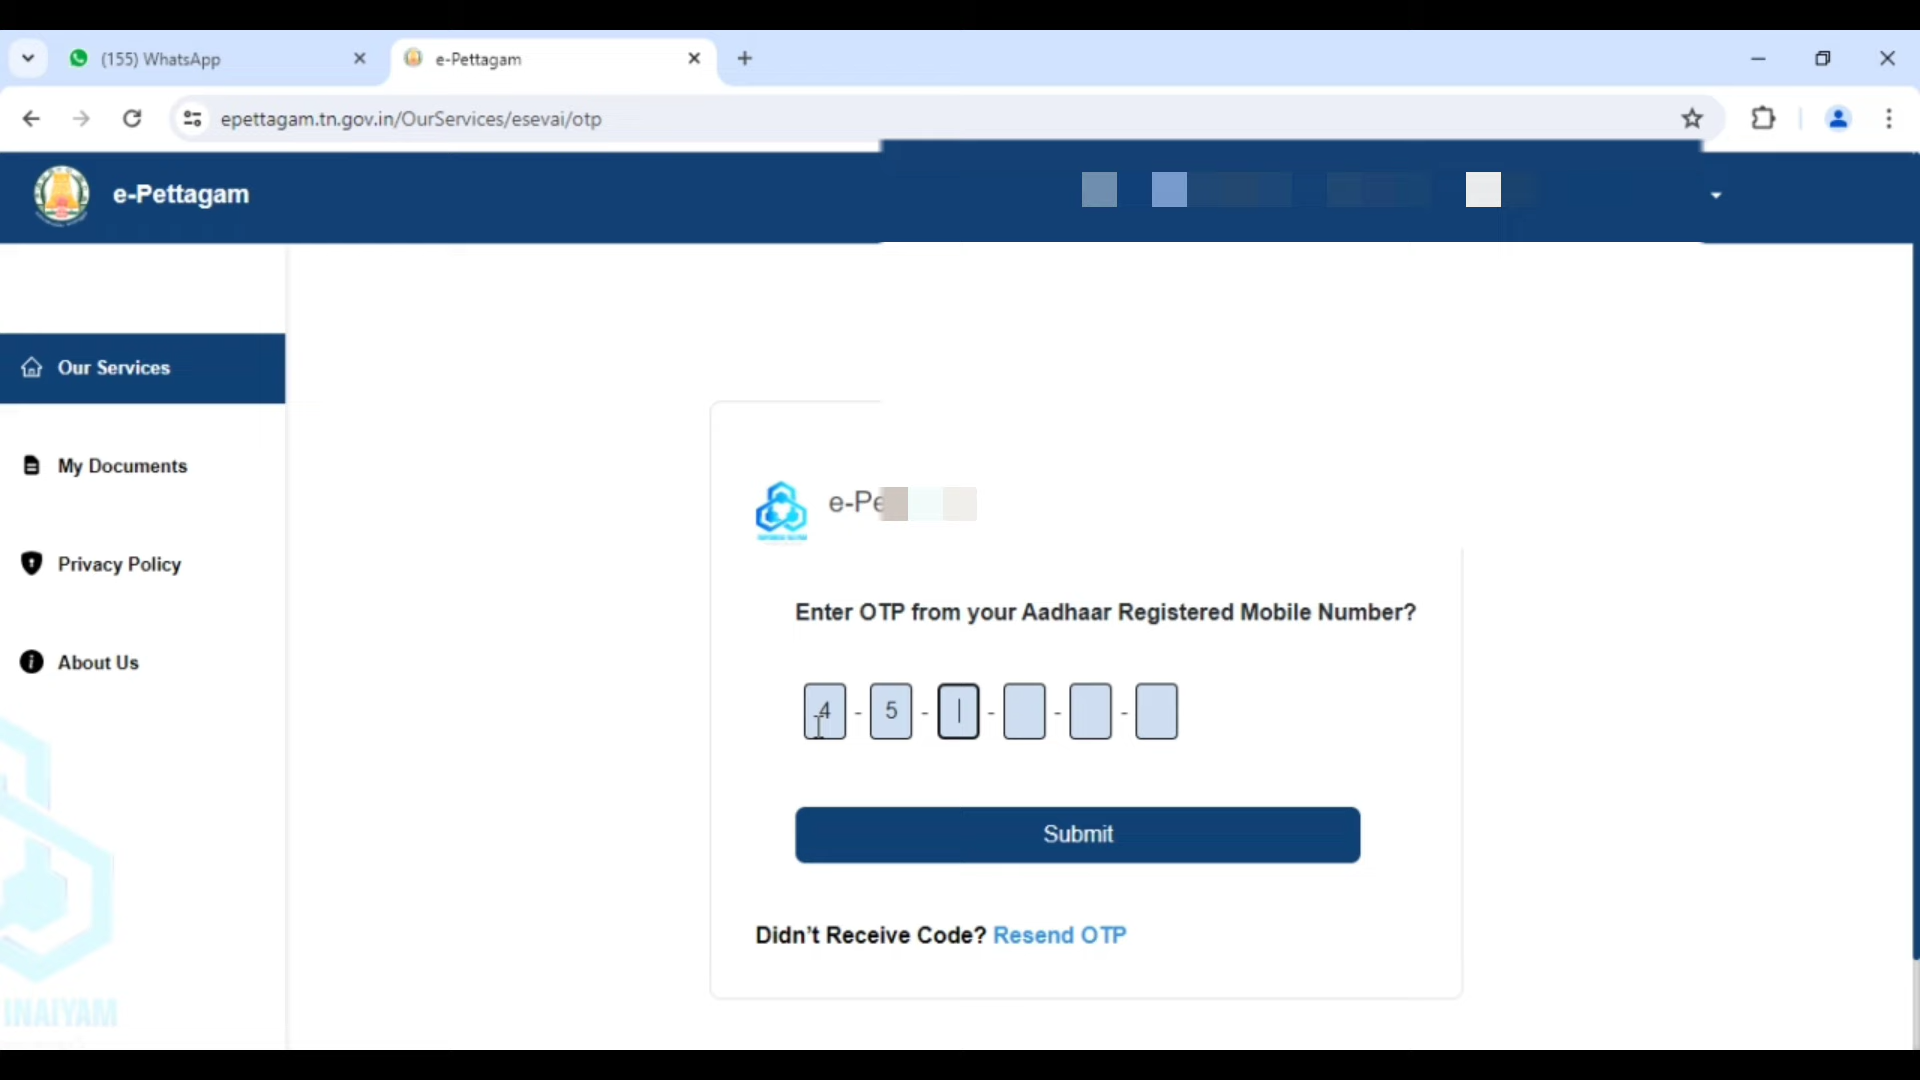 (155) WhatsApp
e-Pettagam
epettagam.tn.gov.in/OurServices/esevai/otp
e-Pettagam
Our Services
My Documents
Privacy Policy
About Us
INAIYAM
e-Pe
Enter OTP from your Aadhaar Registered Mobile Number?
4 - 5 - - - -
Submit
Didn't Receive Code? Resend OTP